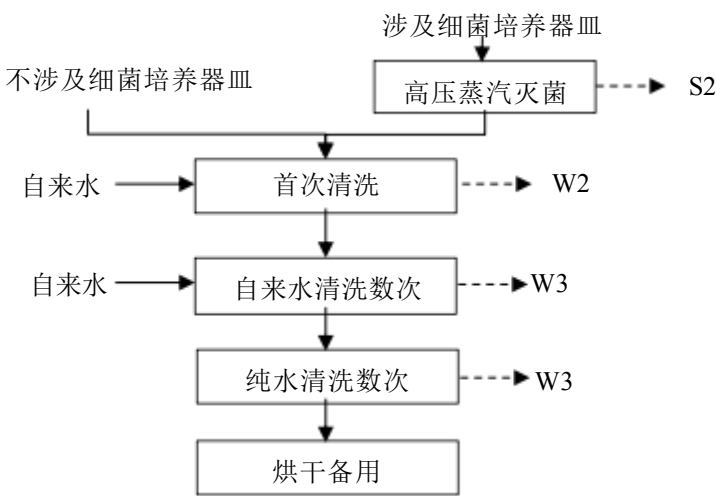 涉及细菌培养器皿
不涉及细菌培养器皿
高压蒸汽灭菌
S2
自来水
首次清洗
W2
自来水
自来水清洗数次
W3
纯水清洗数次
W3
烘干备用